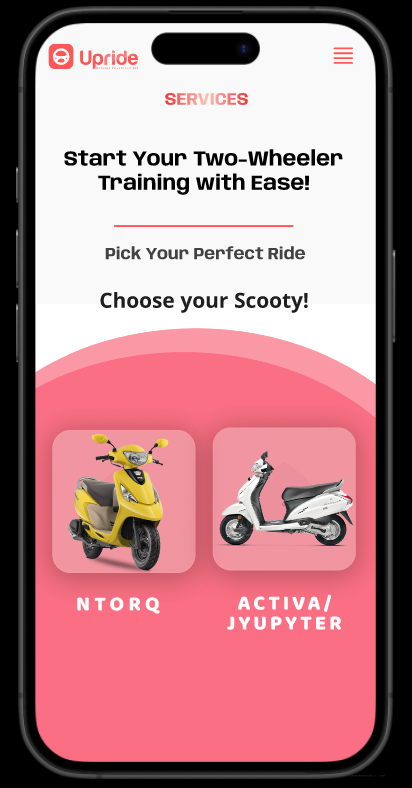 Upride
SERVICES
Start Your Two-Wheeler
Training with Ease!
Pick Your Perfect Ride
Choose your Scooty!
NTORQ
ACTIVA/
JYUPYTER